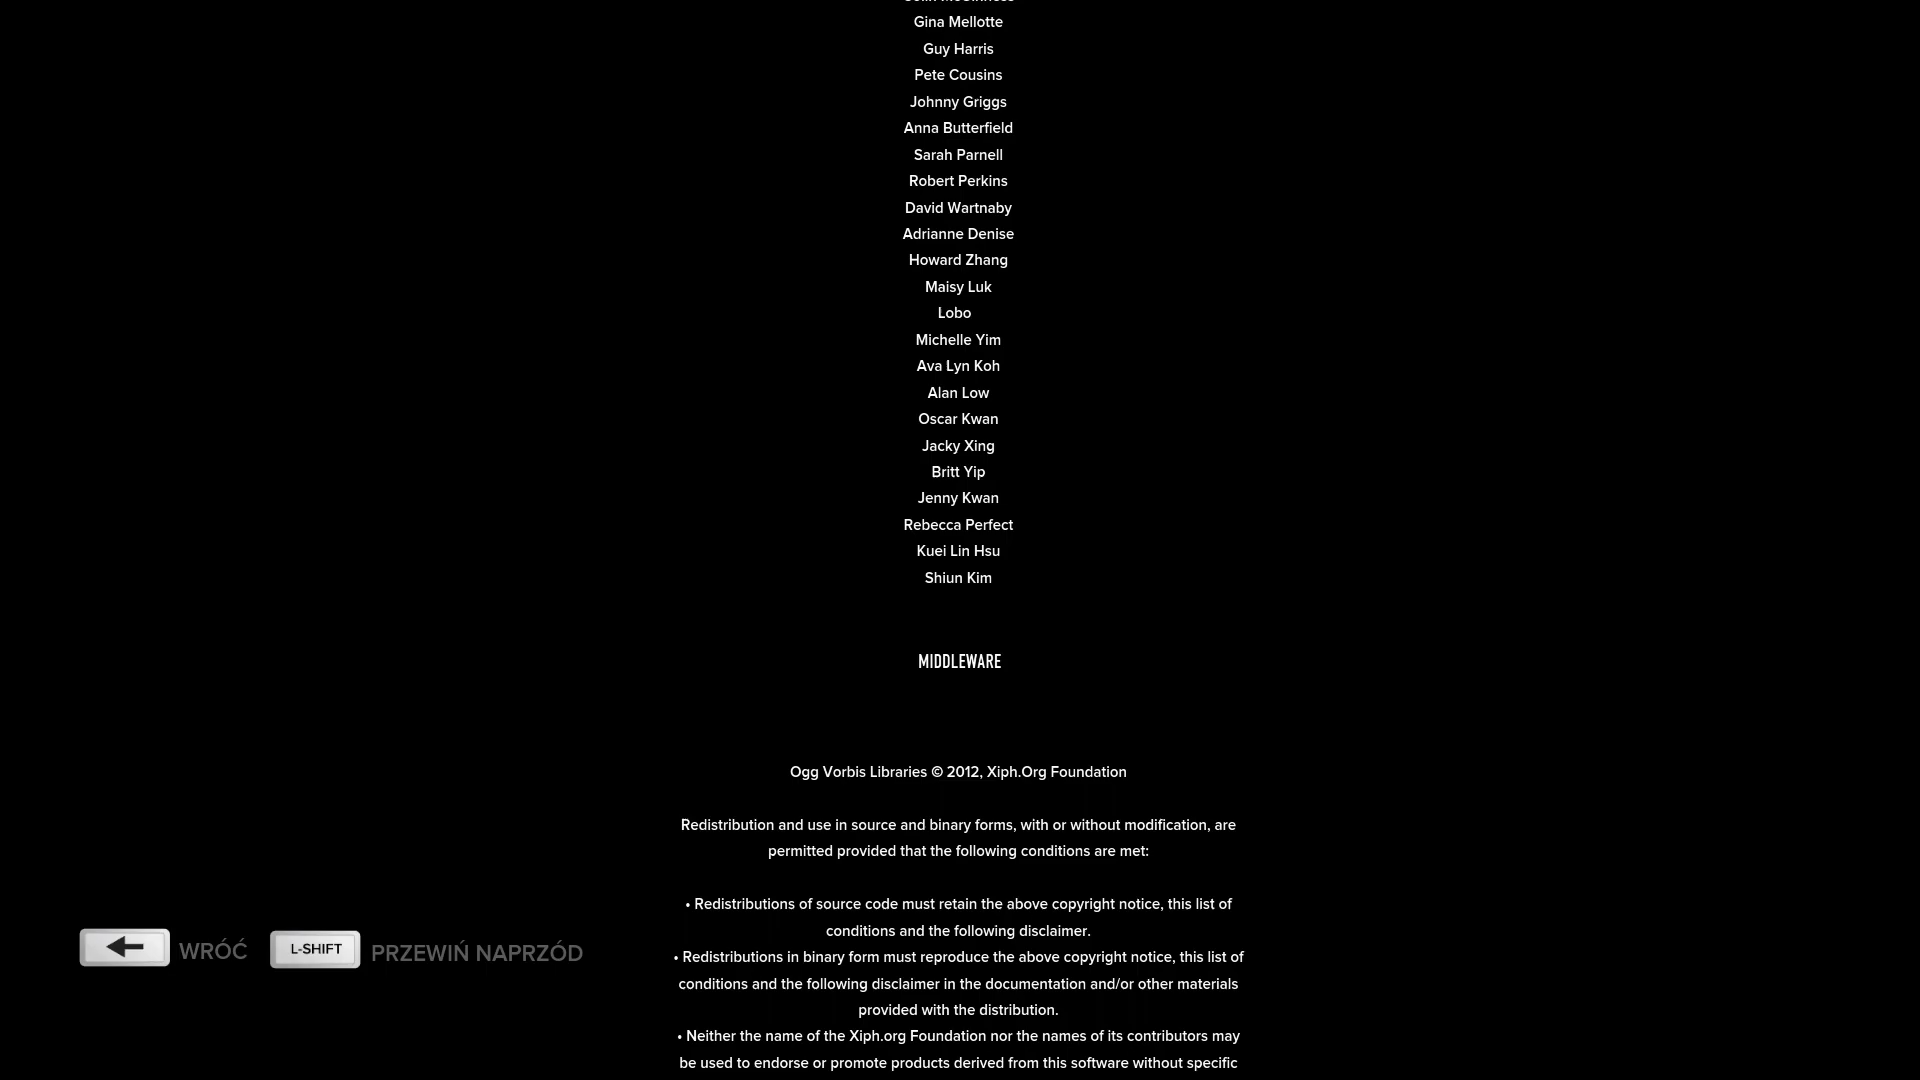 Gina Mellotte
Guy Harris
Pete Cousins
Johnny Griggs
Anna Butterfield
Sarah Parnell
Robert Perkins
David Wartnaby
Adrianne Denise
Howard Zhang
Maisy Luk
Lobo
Michelle Yim
Ava Lyn Koh
Alan Low
Oscar Kwan
Jacky Xing
Britt Yip
Jenny Kwan
Rebecca Perfect
Kuei Lin Hsu
Shiun Kim
MIDDLEWARE
Ogg Vorbis Libraries © 2012, Xiph.Org Foundation
Redistribution and use in source and binary forms, with or without modification, are
permitted provided that the following conditions are met:
• Redistributions of source code must retain the above copyright notice, this list of
conditions and the following disclaimer.
• Redistributions in binary form must reproduce the above copyright notice, this list of
conditions and the following disclaimer in the documentation and/or other materials
provided with the distribution.
• Neither the name of the Xiph.org Foundation nor the names of its contributors may
be used to endorse or promote products derived from this software without specific
WRÓĆ
L-SHIFT PRZEWIŃ NAPRZÓD